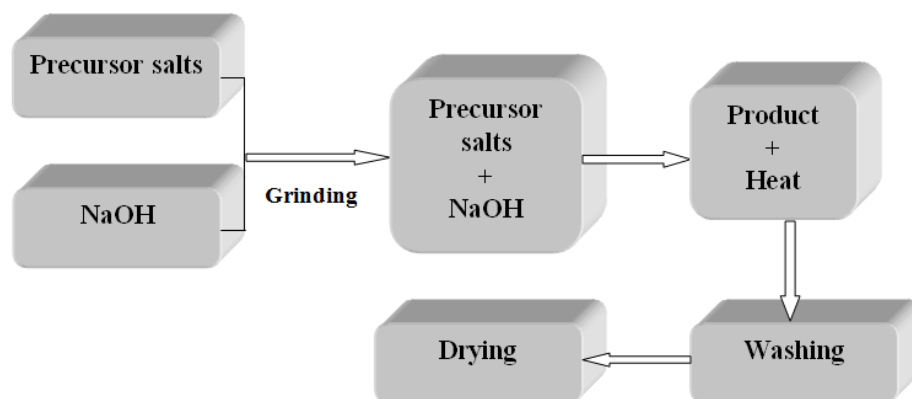 Precursor salts
NaOH
Grinding
Precursor
salts
+
NaOH
Product
+
Heat
Washing
Drying